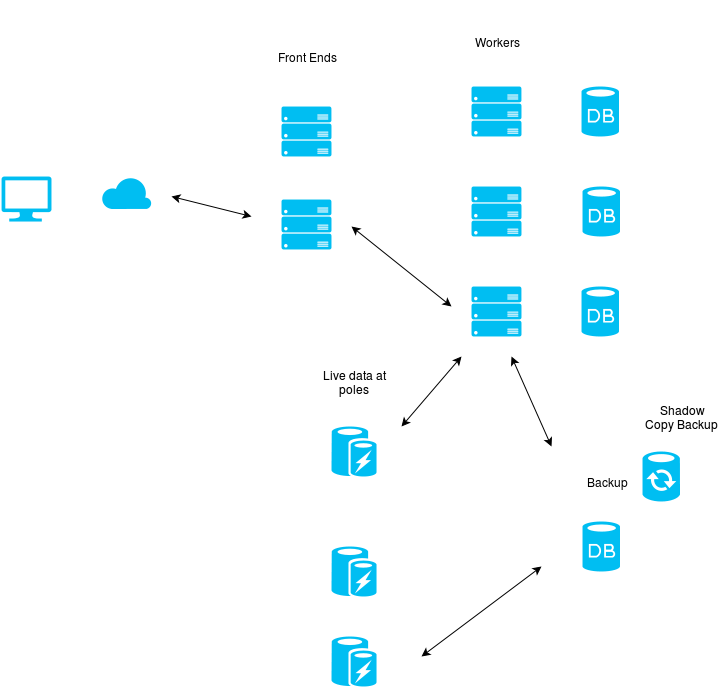 Workers
Front Ends
DB
DB
DB
Live data at
poles
Shadow
Copy Backup
Backup
DB